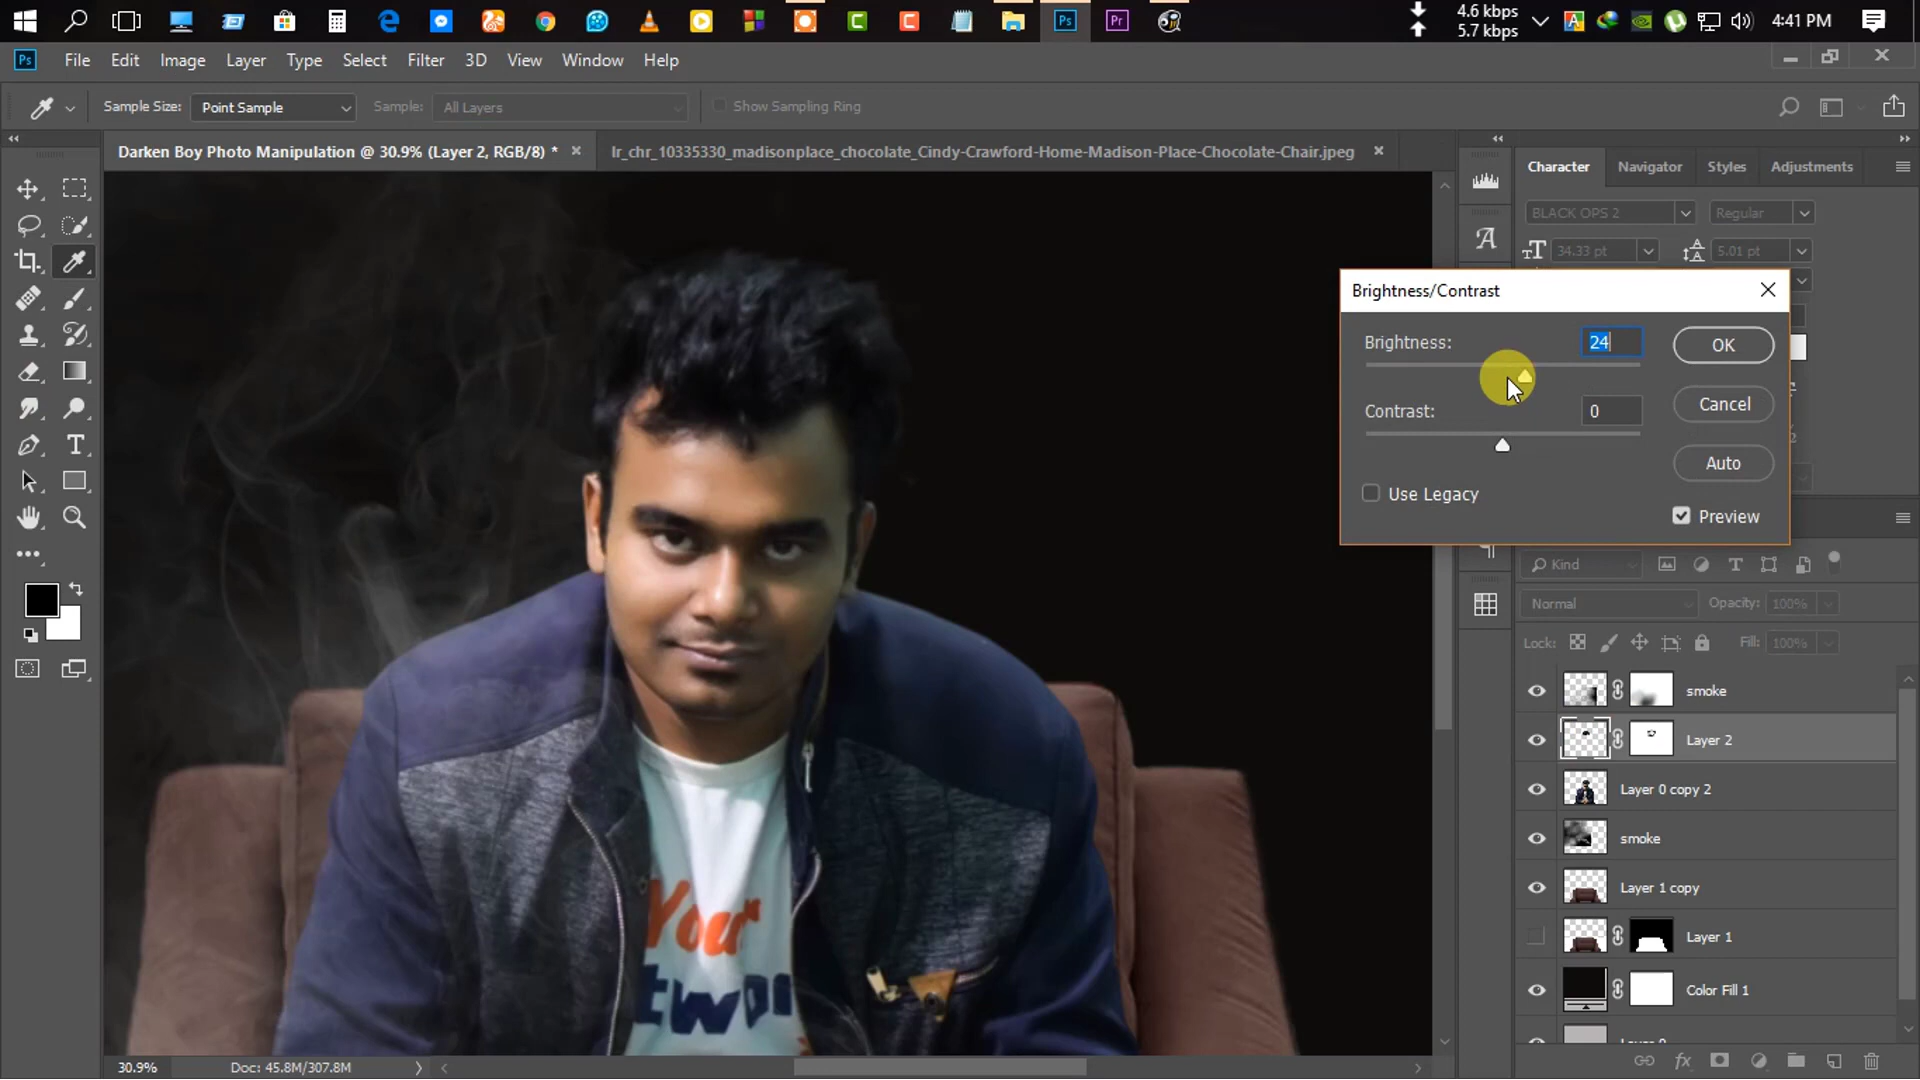 4.6 kbps
5.7 kbps
4:41 PM
Ps
File Edit Image Layer Type Select Filter 3D View Window Help
Sample Size: Point Sample Sample: All Layers Show Sampling Ring
Darken Boy Photo Manipulation @ 30.9% (Layer 2, RGB/8) *
lr_chr_10335330_madisonplace_chocolate_Cindy-Crawford-Home-Madison-Place-Chocolate-Chair.jpeg
Character Navigator Styles Adjustments
BLACK OPS 2 Regular
34.33 pt 5.01 pt
Brightness/Contrast
Brightness: 24 OK
Contrast: 0 Cancel
Auto
Use Legacy
Preview
Kind
Normal Opacity: 100%
Lock: Fill: 100%
smoke
Layer 2
Layer 0 copy 2
smoke
Layer 1 copy
Layer 1
Color Fill 1
Your
30.9% Doc: 45.8M/307.8M